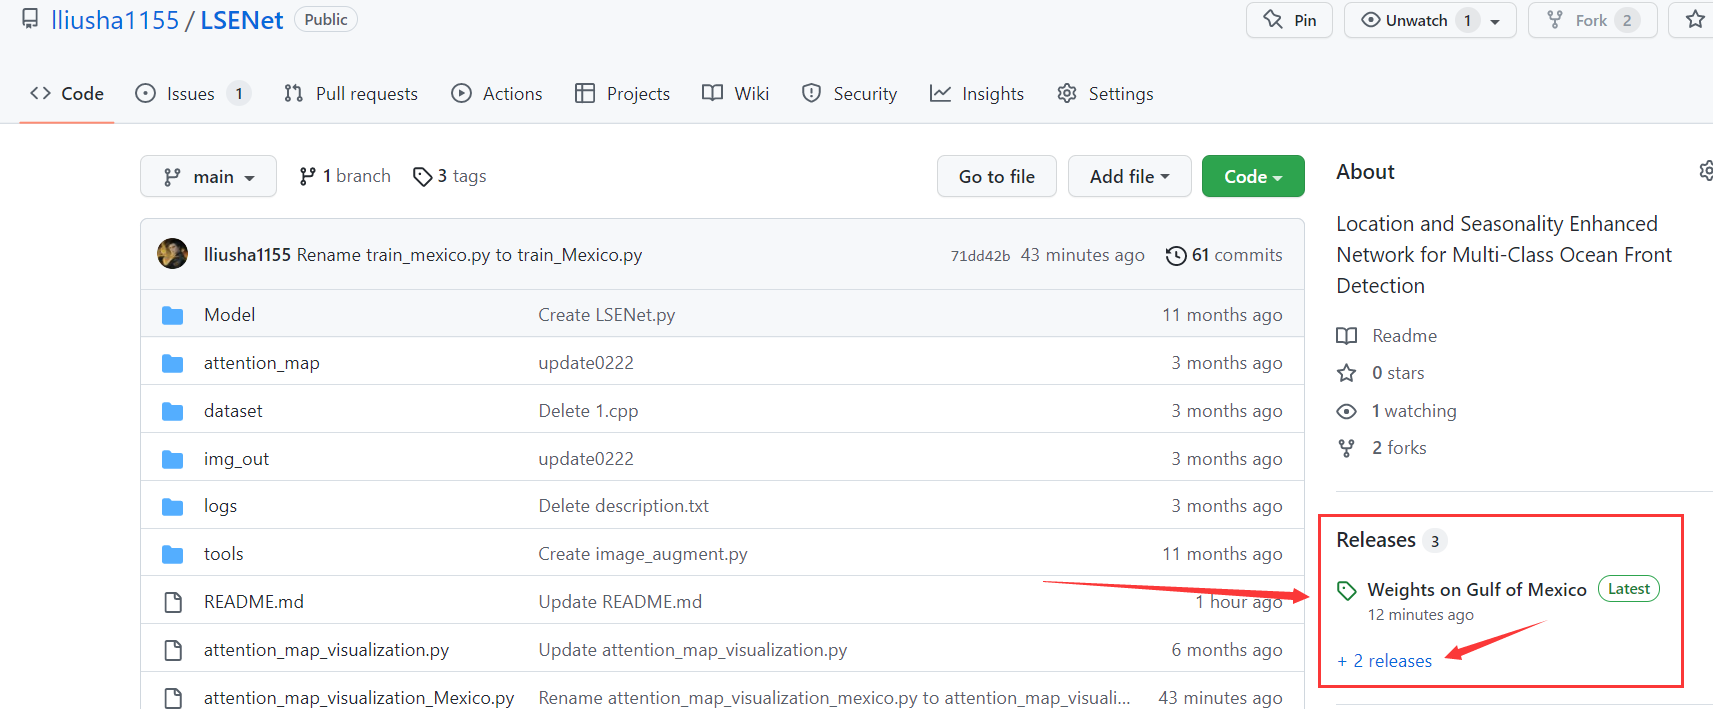 lliusha1155 / LSENet Public Pin Unwatch 1 Fork 2
Code Issues 1 Pull requests Actions Projects Wiki Security Insights Settings
main 1 branch 3 tags Go to file Add file Code
lliusha1155 Rename train_mexico.py to train_Mexico.py 71dd42b 43 minutes ago 61 commits
Model Create LSENet.py 11 months ago
attention_map update0222 3 months ago
dataset Delete 1.cpp 3 months ago
img_out update0222 3 months ago
logs Delete description.txt 3 months ago
tools Create image_augment.py 11 months ago
README.md Update README.md 1 hour ago
attention_map_visualization.py Update attention_map_visualization.py 6 months ago
attention_map_visualization_Mexico.py Rename attention_map_visualization_mexico.py to attention_map_visuali... 43 minutes ago
About
Location and Seasonality Enhanced
Network for Multi-Class Ocean Front
Detection
Readme
0 stars
1 watching
2 forks
Releases 3
Weights on Gulf of Mexico Latest
12 minutes ago
+ 2 releases